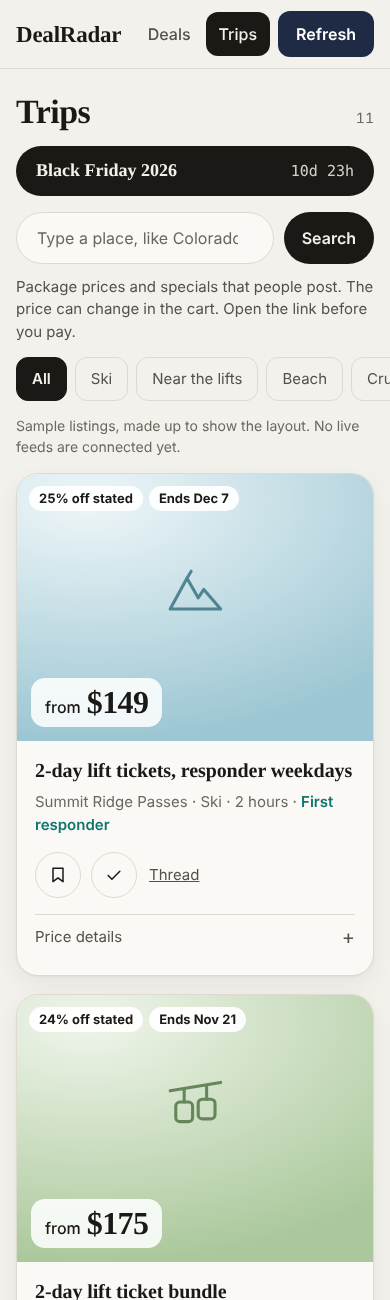 DealRadar Deals Trips Refresh
Trips 11
Black Friday 2026 10d 23h
Type a place, like Colorado Search
Package prices and specials that people post. The
price can change in the cart. Open the link before
you pay.
All Ski Near the lifts Beach Cru
Sample listings, made up to show the layout. No live
feeds are connected yet.
25% off stated Ends Dec 7
from $149
2-day lift tickets, responder weekdays
Summit Ridge Passes · Ski · 2 hours · First
responder
Thread
Price details +
24% off stated Ends Nov 21
from $175
2-day lift ticket bundle